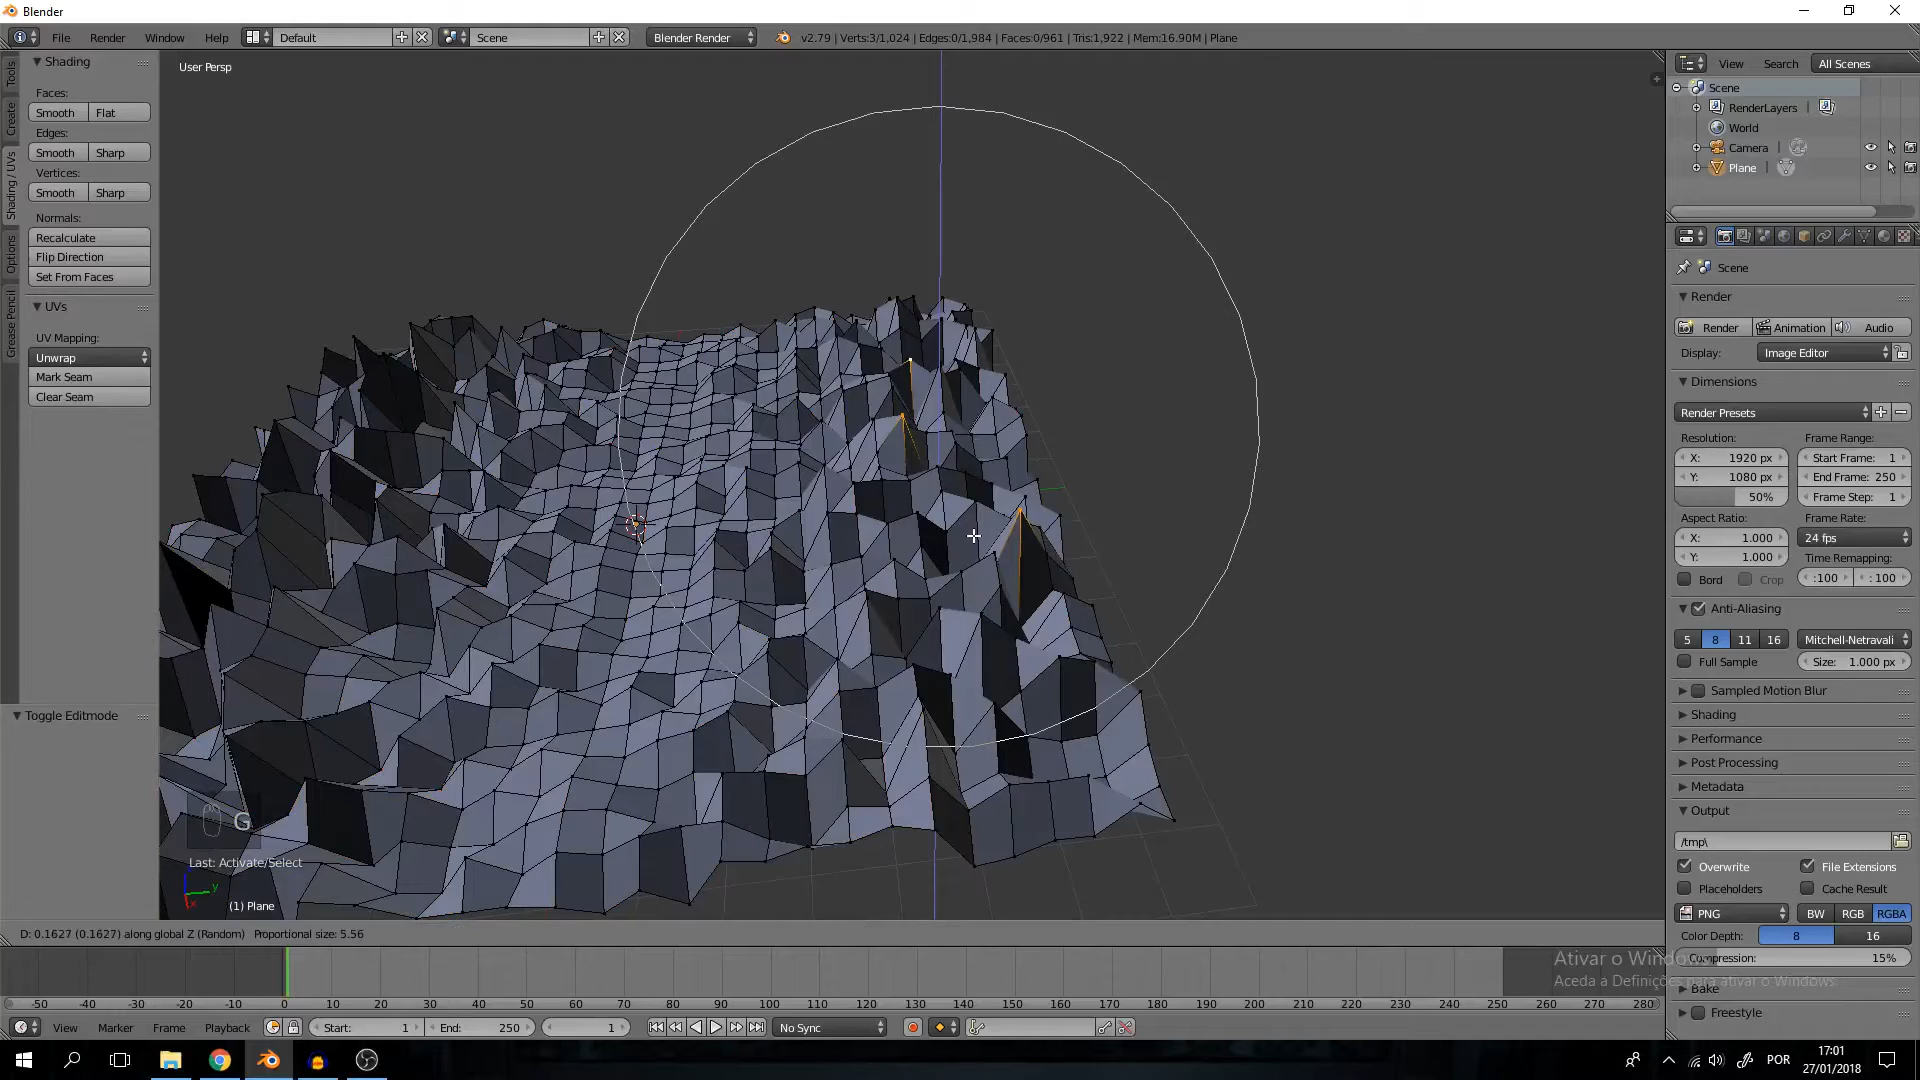 Blender
File Render Window Help Default Scene Blender Render v2.79 | Verts:3/1,024 | Edges:0/1,984 | Faces:0/961 | Tris:1,922 | Mem:16.90M | Plane
Tools
Create
Shading / UVs
Options
Grease Pencil
Shading
Faces:
Smooth Flat
Edges:
Smooth Sharp
Vertices:
Smooth Sharp
Normals:
Recalculate
Flip Direction
Set From Faces
UVs
UV Mapping:
Unwrap
Mark Seam
Clear Seam
Toggle Editmode
User Persp
G
Last: Activate/Select
y
x
(1) Plane
D: 0.1627 (0.1627) along global Z (Random) Proportional size: 5.56
View Search All Scenes
Scene
RenderLayers
World
Camera
Plane
Scene
Render
Render Animation Audio
Display: Image Editor
Dimensions
Render Presets
Resolution: Frame Range:
X: 1920 px Start Frame: 1
Y: 1080 px End Frame: 250
50% Frame Step: 1
Aspect Ratio: Frame Rate:
X: 1.000 24 fps
Y: 1.000 Time Remapping:
Bord Crop :100 : 100
Anti-Aliasing
5 8 11 16 Mitchell-Netravali
Full Sample Size: 1.000 px
Sampled Motion Blur
Shading
Performance
Post Processing
Metadata
Output
/tmp\
Overwrite File Extensions
Placeholders Cache Result
PNG BW RGB RGBA
Color Depth: 8 16
Compression: 15%
Bake
Freestyle
Ativar o Windows
Aceda a Definições para ativar o Windows.
-50 -40 -30 -20 -10 0 10 20 30 40 50 60 70 80 90 100 110 120 130 140 150 160 170 180 190 200 210 220 230 240 250 260 270 280
View Marker Frame Playback Start: 1 End: 250 1 No Sync
POR 17:01
27/01/2018